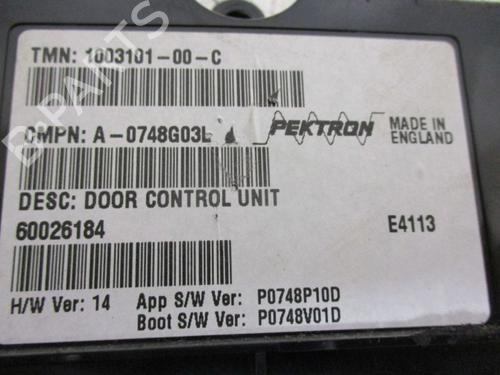 TMN: 1003101-00-C
CMPN: A-0748G03L
PEKTRON
MADE IN
ENGLAND
DESC: DOOR CONTROL UNIT
60026184
E4113
H/W Ver: 14 App S/W Ver: P0748P10D
Boot S/W Ver: P0748V01D
B-PARTS